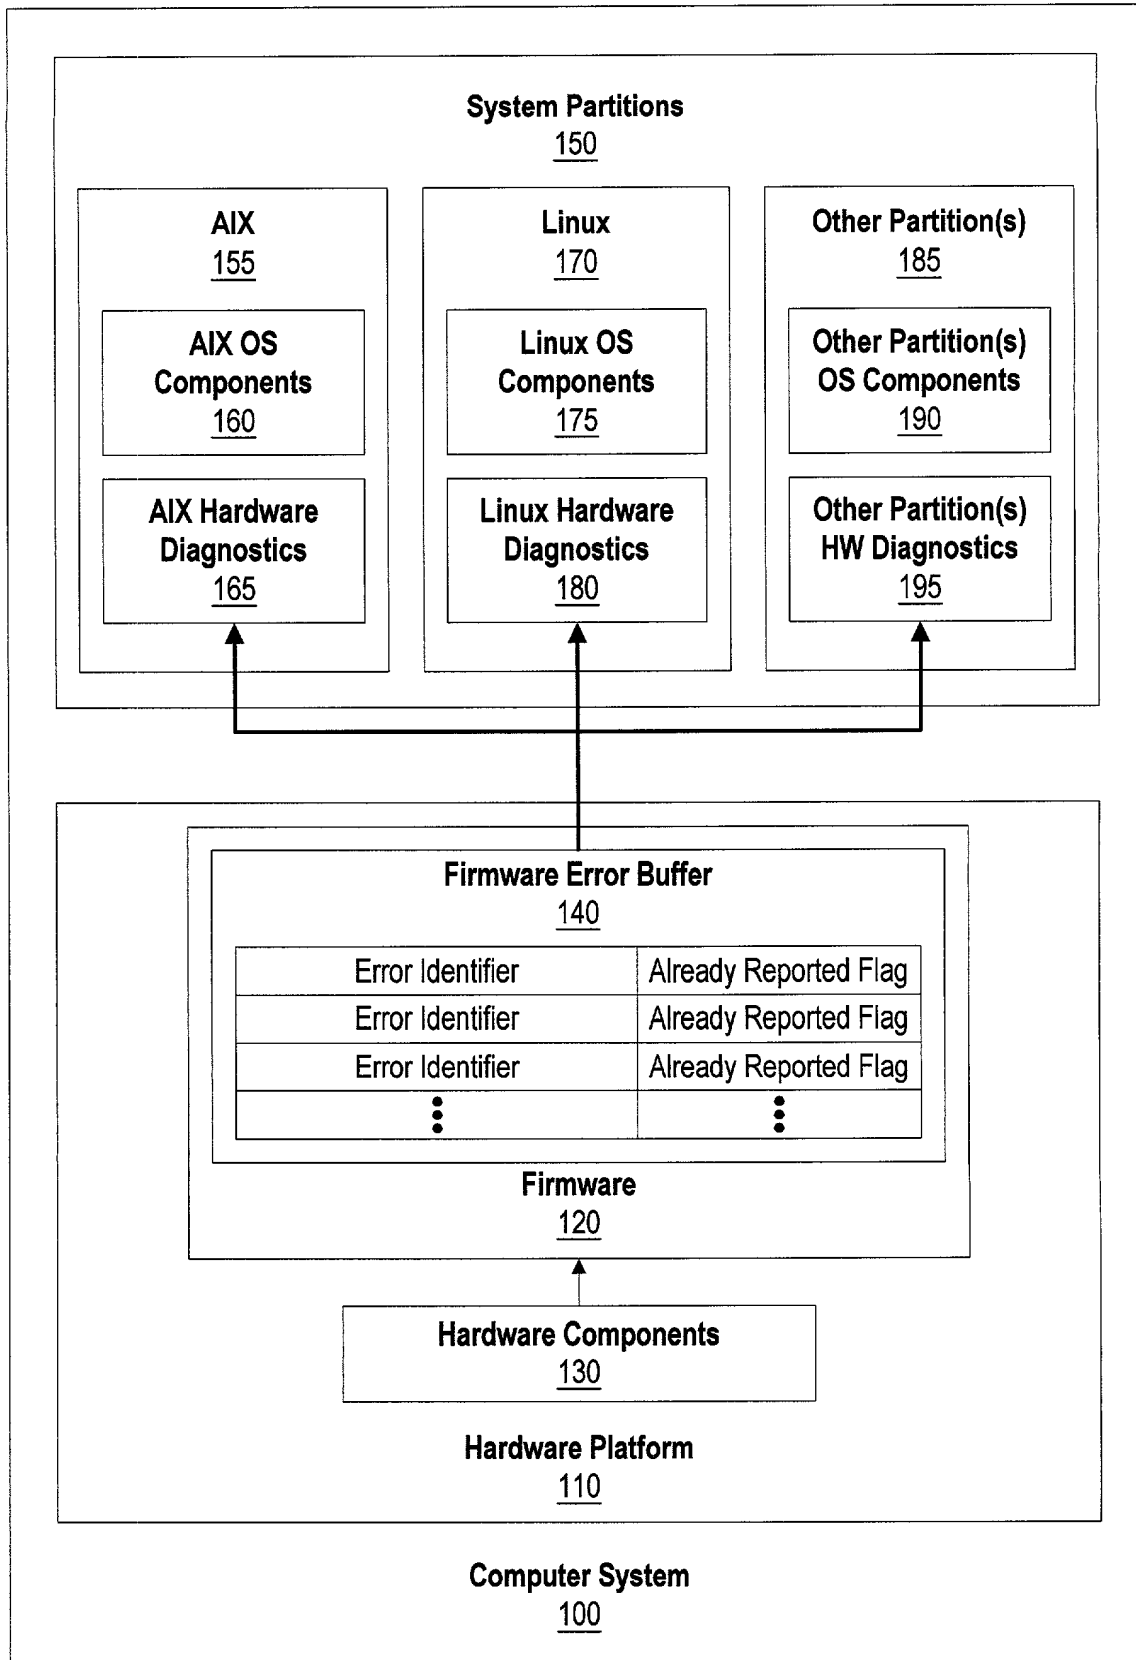 System Partitions
150
AIX
155
AIX OS
Components
160
AIX Hardware
Diagnostics
165
Linux
170
Linux OS
Components
175
Linux Hardware
Diagnostics
180
Other Partition(s)
185
Other Partition(s)
OS Components
190
Other Partition(s)
HW Diagnostics
195
Firmware Error Buffer
140
Error Identifier Already Reported Flag
Error Identifier Already Reported Flag
Error Identifier Already Reported Flag
Firmware
120
Hardware Components
130
Hardware Platform
110
Computer System
100